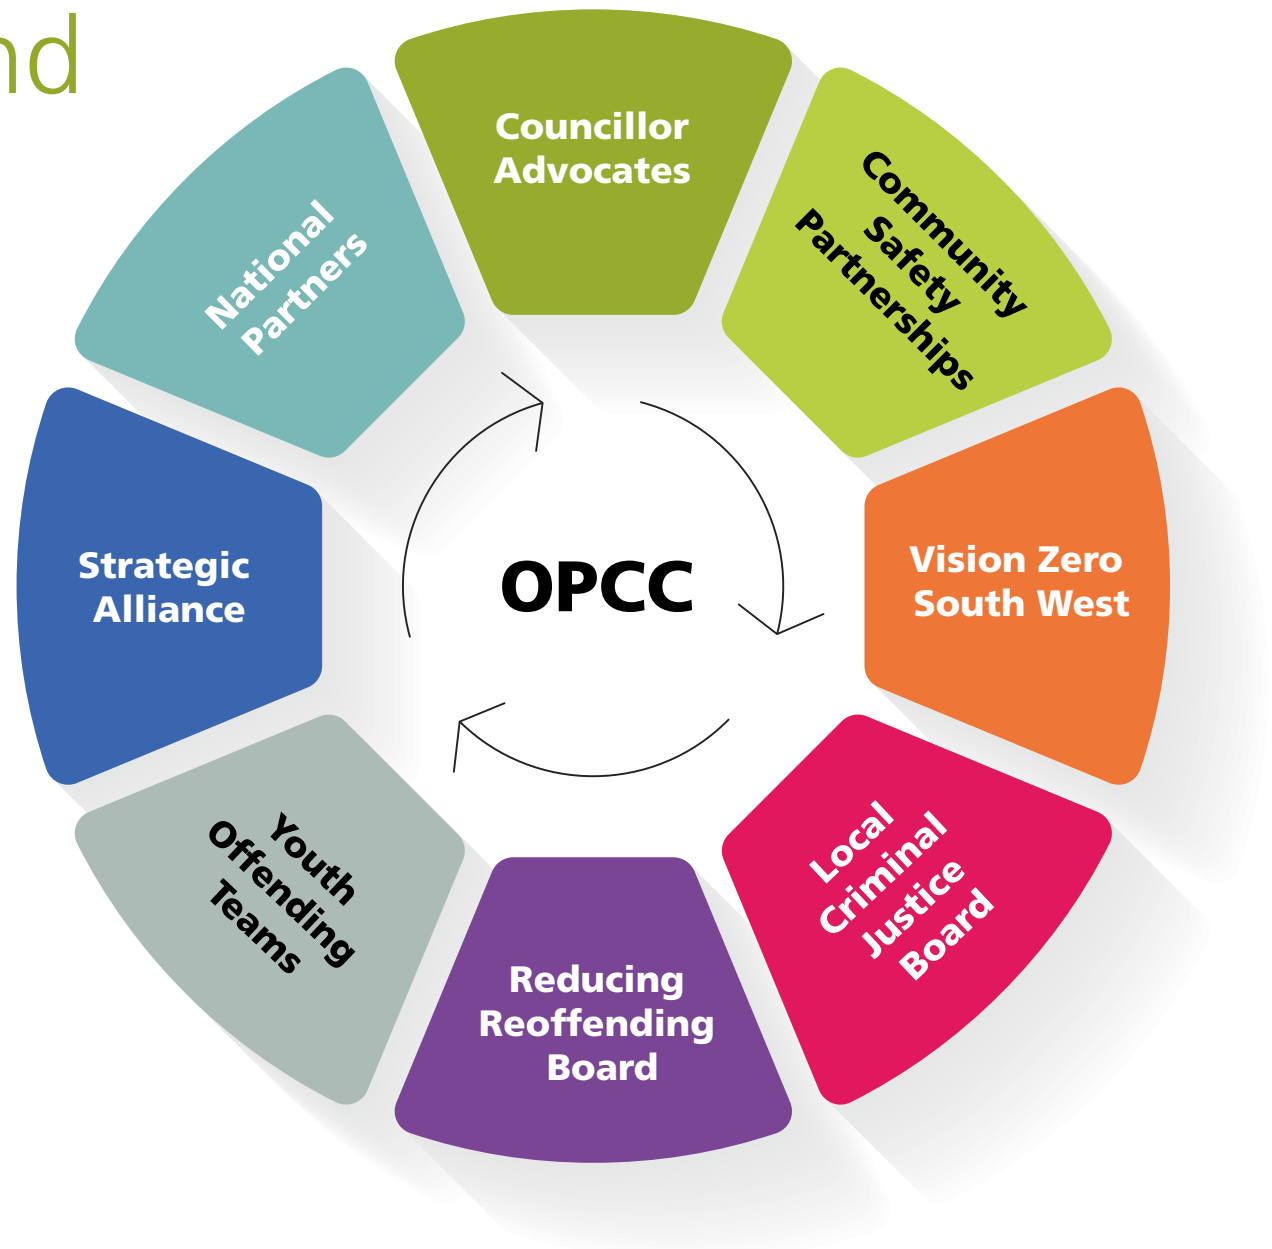 nd
Councillor
Advocates
Community
Safety
Partnerships
Vision Zero
South West
Local
Criminal
Justice
Board
Reducing
Reoffending
Board
Youth
Offending
Teams
Strategic
Alliance
National
Partners
OPCC